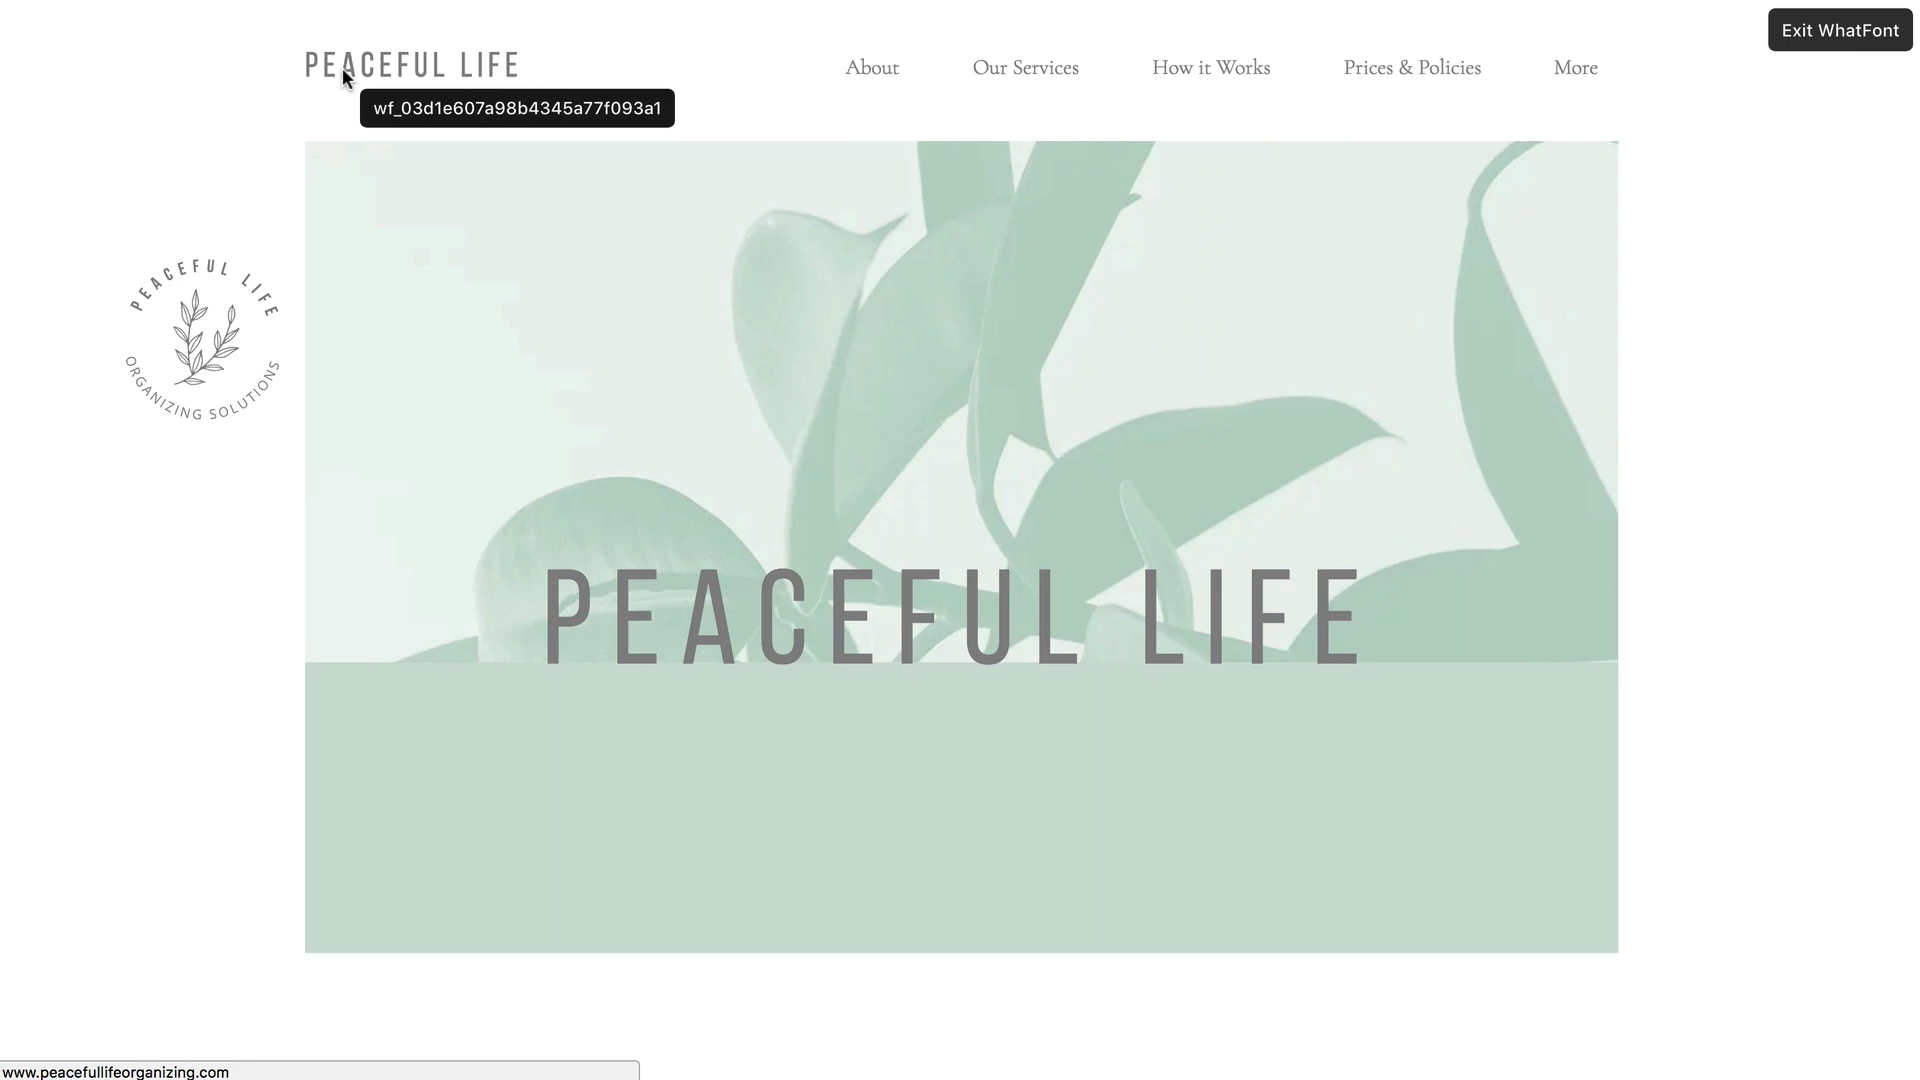 Exit WhatFont
PEACEFUL LIFE
About
Our Services
How it Works
Prices & Policies
More
wf_03d1e607a98b4345a77f093a1
PEACEFUL LIFE
ORGANIZING SOLUTIONS
PEACEFUL LIFE
www.peacefullifeorganizing.com